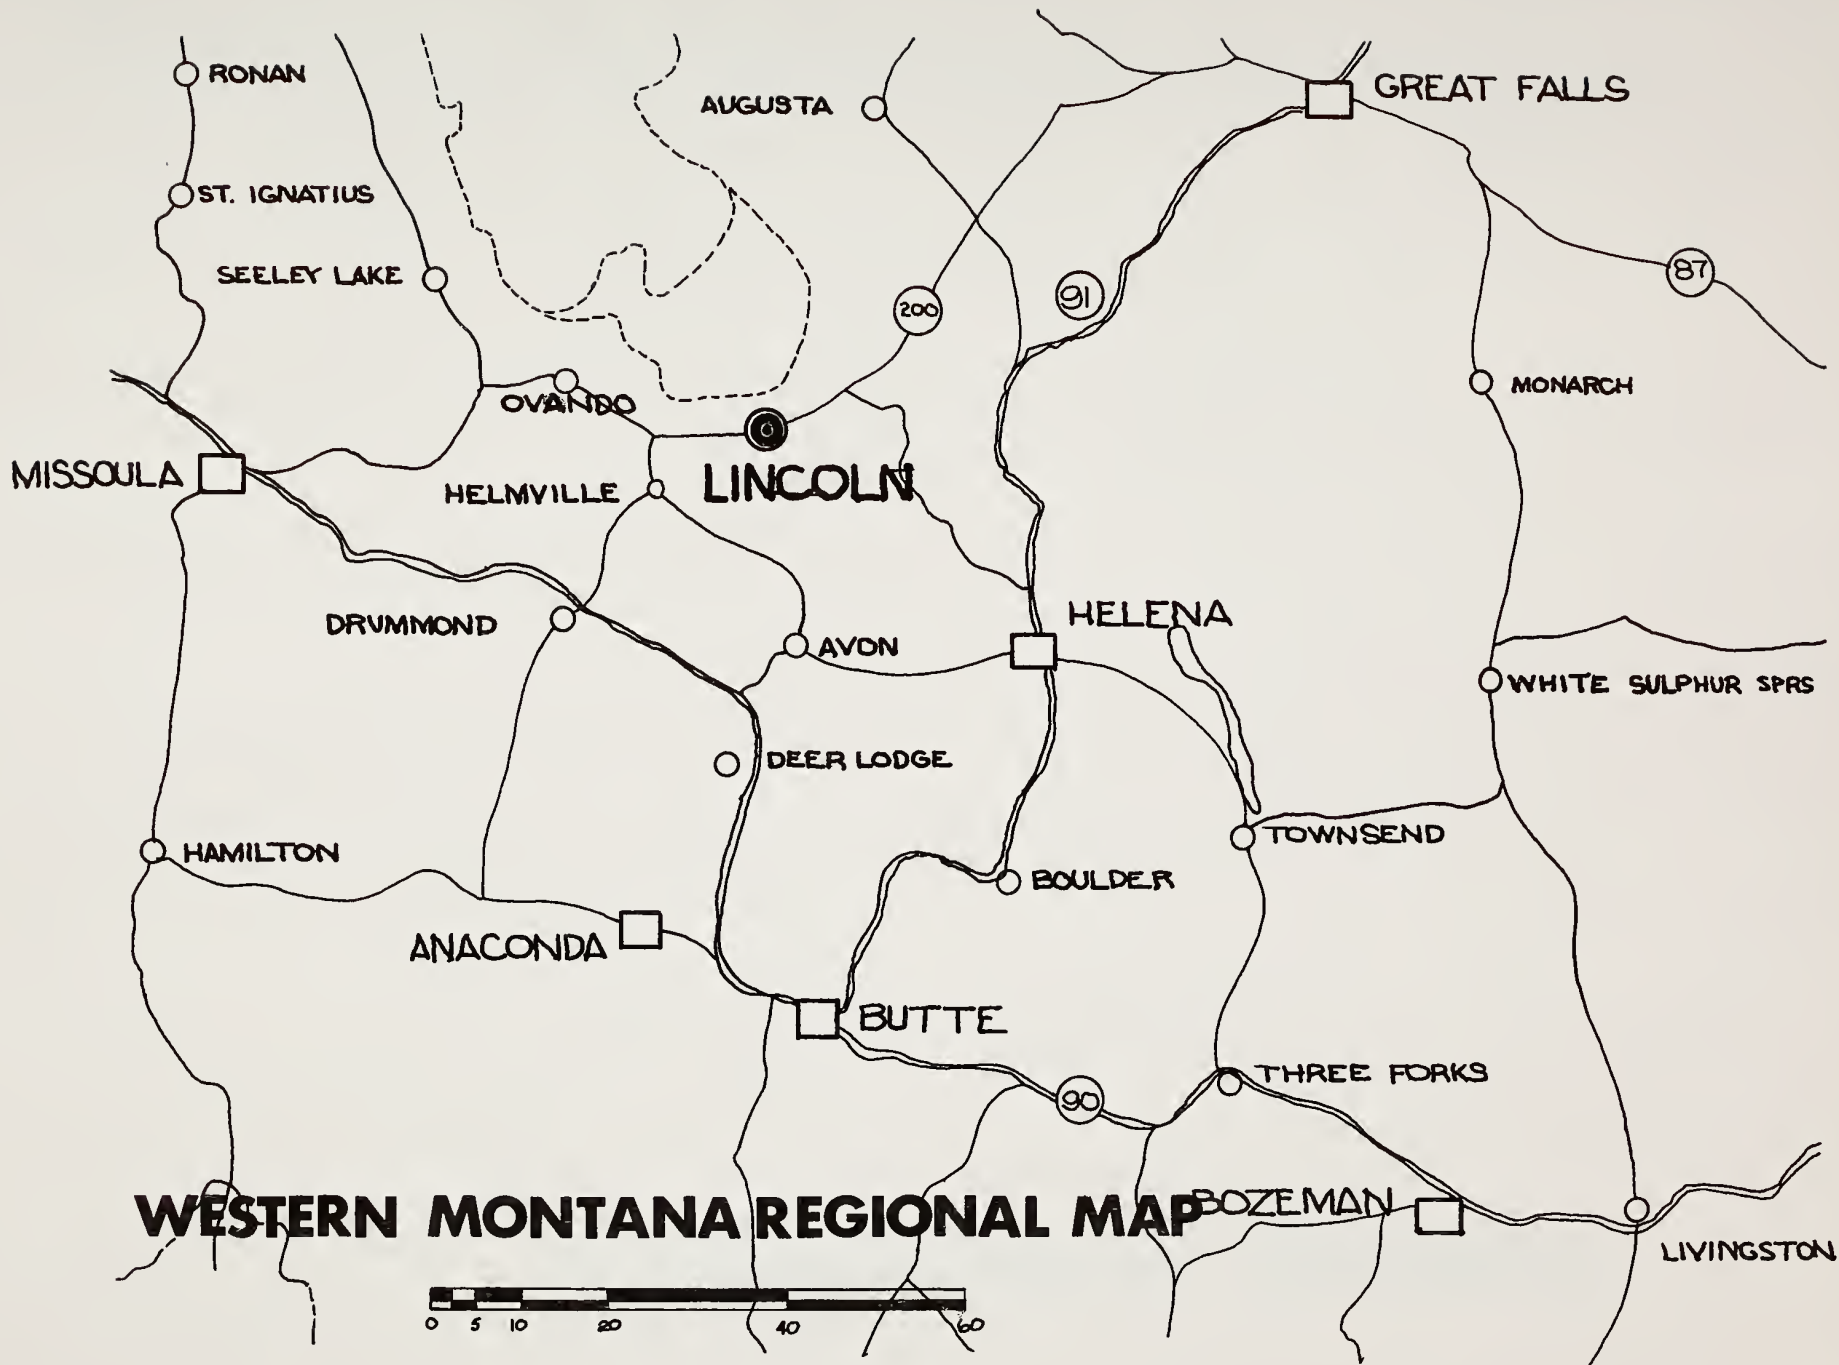 RONAN
GREAT FALLS
AUGUSTA
ST. IGNATIUS
SEELEY LAKE
87
91
200
OVANDO
MONARCH
MISSOULA
LINCOLN
HELMVILLE
HELENA
DRUMMOND
AVON
WHITE SULPHUR SPRS
DEER LODGE
TOWNSEND
HAMILTON
BOULDER
ANACONDA
BUTTE
THREE FORKS
90
WESTERN MONTANA REGIONAL MAP
BOZEMAN
LIVINGSTON
0 5 10 20 40 60